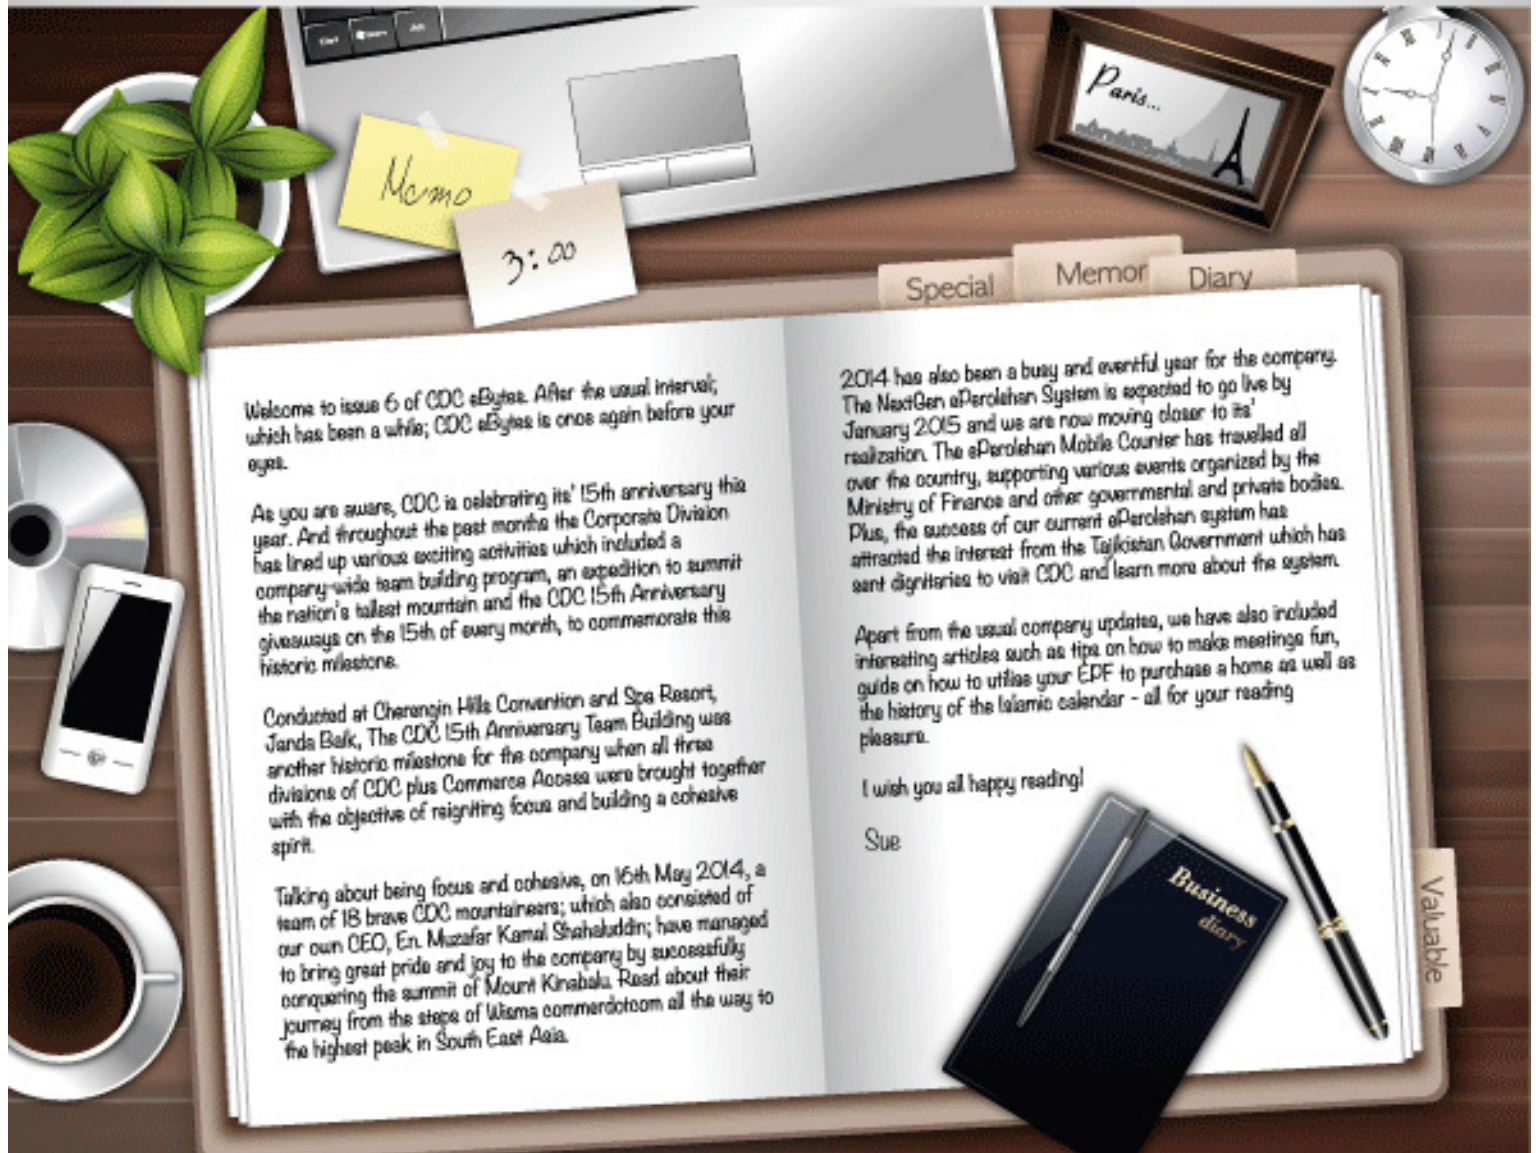 Memo
3:00
Paris...
Special
Memor
Diary
Welcome to issue 6 of CDC eBytes. After the usual interval;
which has been a while; CDC eBytes is once again before your
eyes.
As you are aware, CDC is celebrating its' 15th anniversary this
year. And throughout the past months the Corporate Division
has lined up various exciting activities which included a
company-wide team building program, an expedition to summit
the nation's tallest mountain and the CDC 15th Anniversary
giveaways on the 15th of every month, to commemorate this
historic milestone.
Conducted at Cherengin Hills Convention and Spa Resort,
Janda Baik, The CDC 15th Anniversary Team Building was
another historic milestone for the company when all three
divisions of CDC plus Commerce Access were brought together
with the objective of reigniting focus and building a cohesive
spirit.
Talking about being focus and cohesive, on 16th May 2014, a
team of 18 brave CDC mountaineers; which also consisted of
our own CEO, En. Muzafar Kamal Shahaluddin; have managed
to bring great pride and joy to the company by successfully
conquering the summit of Mount Kinabalu. Read about their
journey from the steps of Wisma commerdotcom all the way to
the highest peak in South East Asia.
2014 has also been a busy and eventful year for the company.
The NextGen ePerolehan System is expected to go live by
January 2015 and we are now moving closer to its'
realization. The ePerolehan Mobile Counter has travelled all
over the country, supporting various events organized by the
Ministry of Finance and other governmental and private bodies.
Plus, the success of our current ePerolehan system has
attracted the interest from the Tajikistan Government which has
sent dignitaries to visit CDC and learn more about the system.
Apart from the usual company updates, we have also included
interesting articles such as tips on how to make meetings fun,
guide on how to utilise your EPF to purchase a home as well as
the history of the Islamic calendar - all for your reading
pleasure.
I wish you all happy reading!
Sue
Business
diary
Valuable